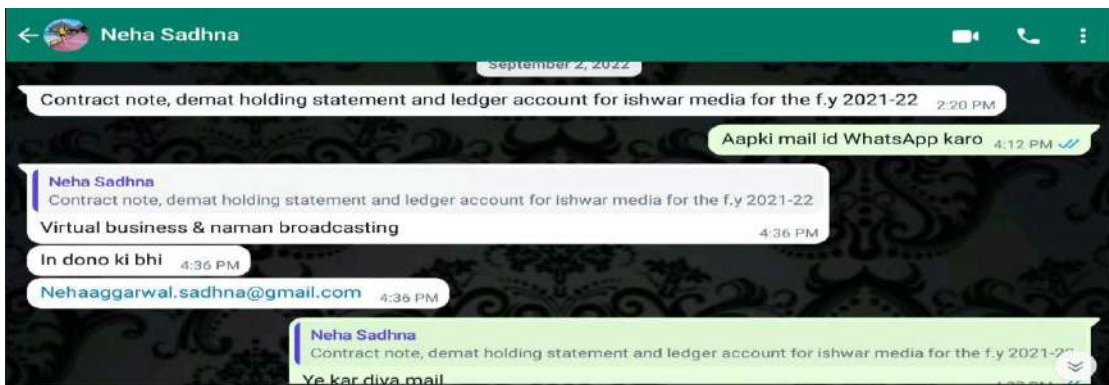 Neha Sadhna
September 2, 2022
Contract note, demat holding statement and ledger account for ishwar media for the f.y 2021-22 2:20 PM
Aapki mail id WhatsApp karo 4:12 PM
Neha Sadhna
Contract note, demat holding statement and ledger account for ishwar media for the f.y 2021-22
Virtual business & naman broadcasting 4:36 PM
In dono ki bhi 4:36 PM
Nehaaggarwal.sadhna@gmail.com 4:36 PM
Neha Sadhna
Contract note, demat holding statement and ledger account for ishwar media for the f.y
Ye kar diya mail